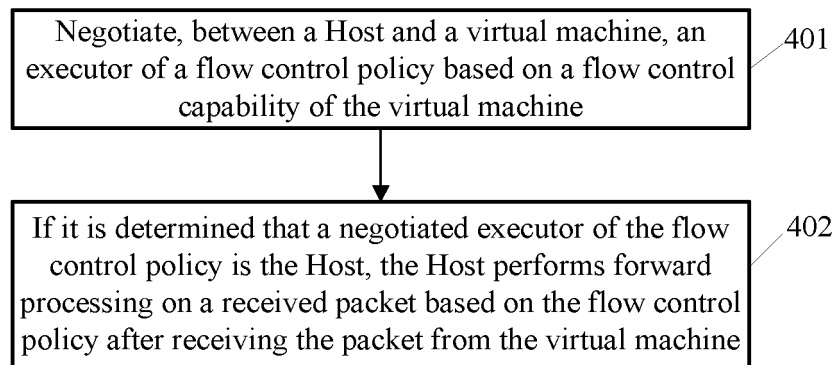 Negotiate, between a Host and a virtual machine, an
executor of a flow control policy based on a flow control
capability of the virtual machine
401
If it is determined that a negotiated executor of the flow
control policy is the Host, the Host performs forward
processing on a received packet based on the flow control
policy after receiving the packet from the virtual machine
402